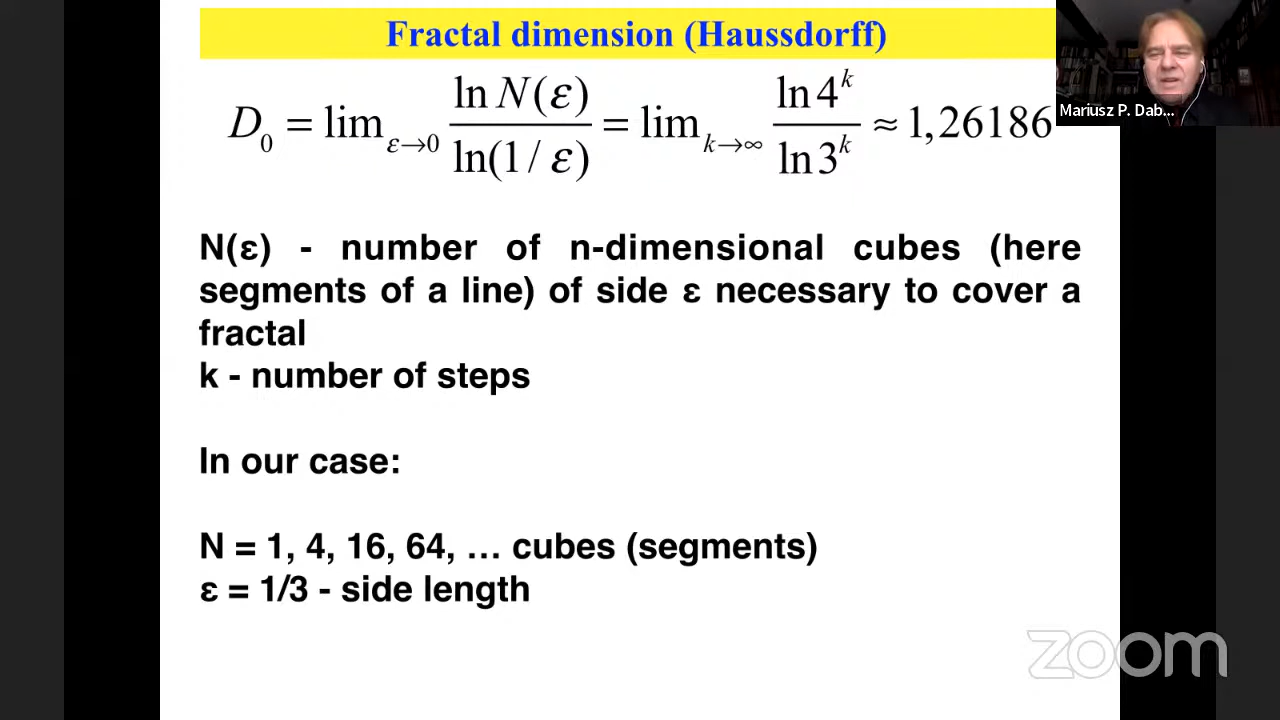 Fractal dimension (Haussdorff)
D₀ = lim_{ε→0} ln N(ε) / ln(1/ε) = lim_{k→∞} ln 4^k / ln 3^k ≈ 1,26186
Mariusz P. Dab...
N(ε) - number of n-dimensional cubes (here
segments of a line) of side ε necessary to cover a
fractal
k - number of steps
In our case:
N = 1, 4, 16, 64, … cubes (segments)
ε = 1/3 - side length
zoom